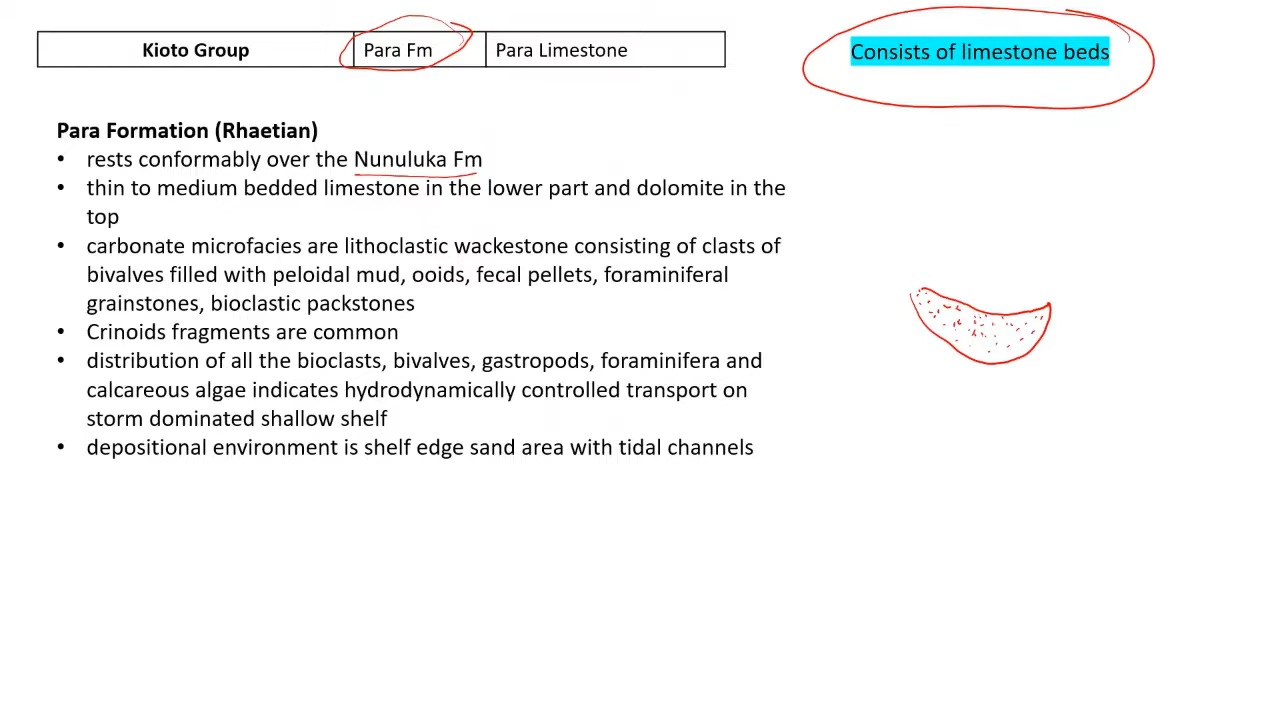 Kioto Group Para Fm Para Limestone
Consists of limestone beds
Para Formation (Rhaetian)
• rests conformably over the Nunuluka Fm
• thin to medium bedded limestone in the lower part and dolomite in the
top
• carbonate microfacies are lithoclastic wackestone consisting of clasts of
bivalves filled with peloidal mud, ooids, fecal pellets, foraminiferal
grainstones, bioclastic packstones
• Crinoids fragments are common
• distribution of all the bioclasts, bivalves, gastropods, foraminifera and
calcareous algae indicates hydrodynamically controlled transport on
storm dominated shallow shelf
• depositional environment is shelf edge sand area with tidal channels